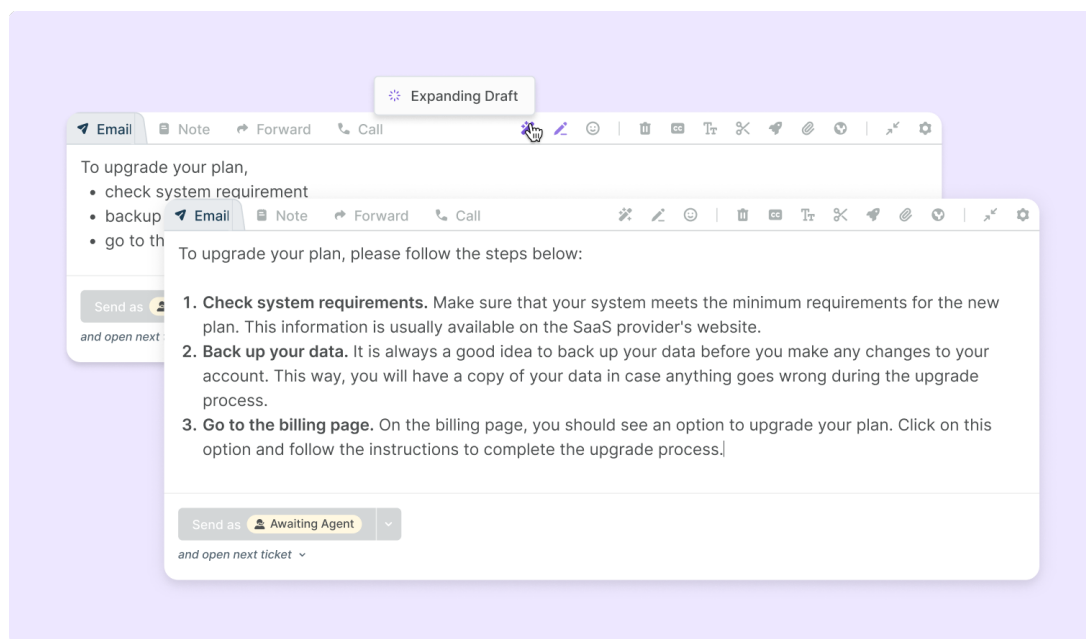 Expanding Draft
Email Note Forward Call
To upgrade your plan,
• check system requirement
• backup
• go to th
Send as
and open next
Email Note Forward Call
To upgrade your plan, please follow the steps below:
1. Check system requirements. Make sure that your system meets the minimum requirements for the new
plan. This information is usually available on the SaaS provider's website.
2. Back up your data. It is always a good idea to back up your data before you make any changes to your
account. This way, you will have a copy of your data in case anything goes wrong during the upgrade
process.
3. Go to the billing page. On the billing page, you should see an option to upgrade your plan. Click on this
option and follow the instructions to complete the upgrade process.
Send as Awaiting Agent
and open next ticket